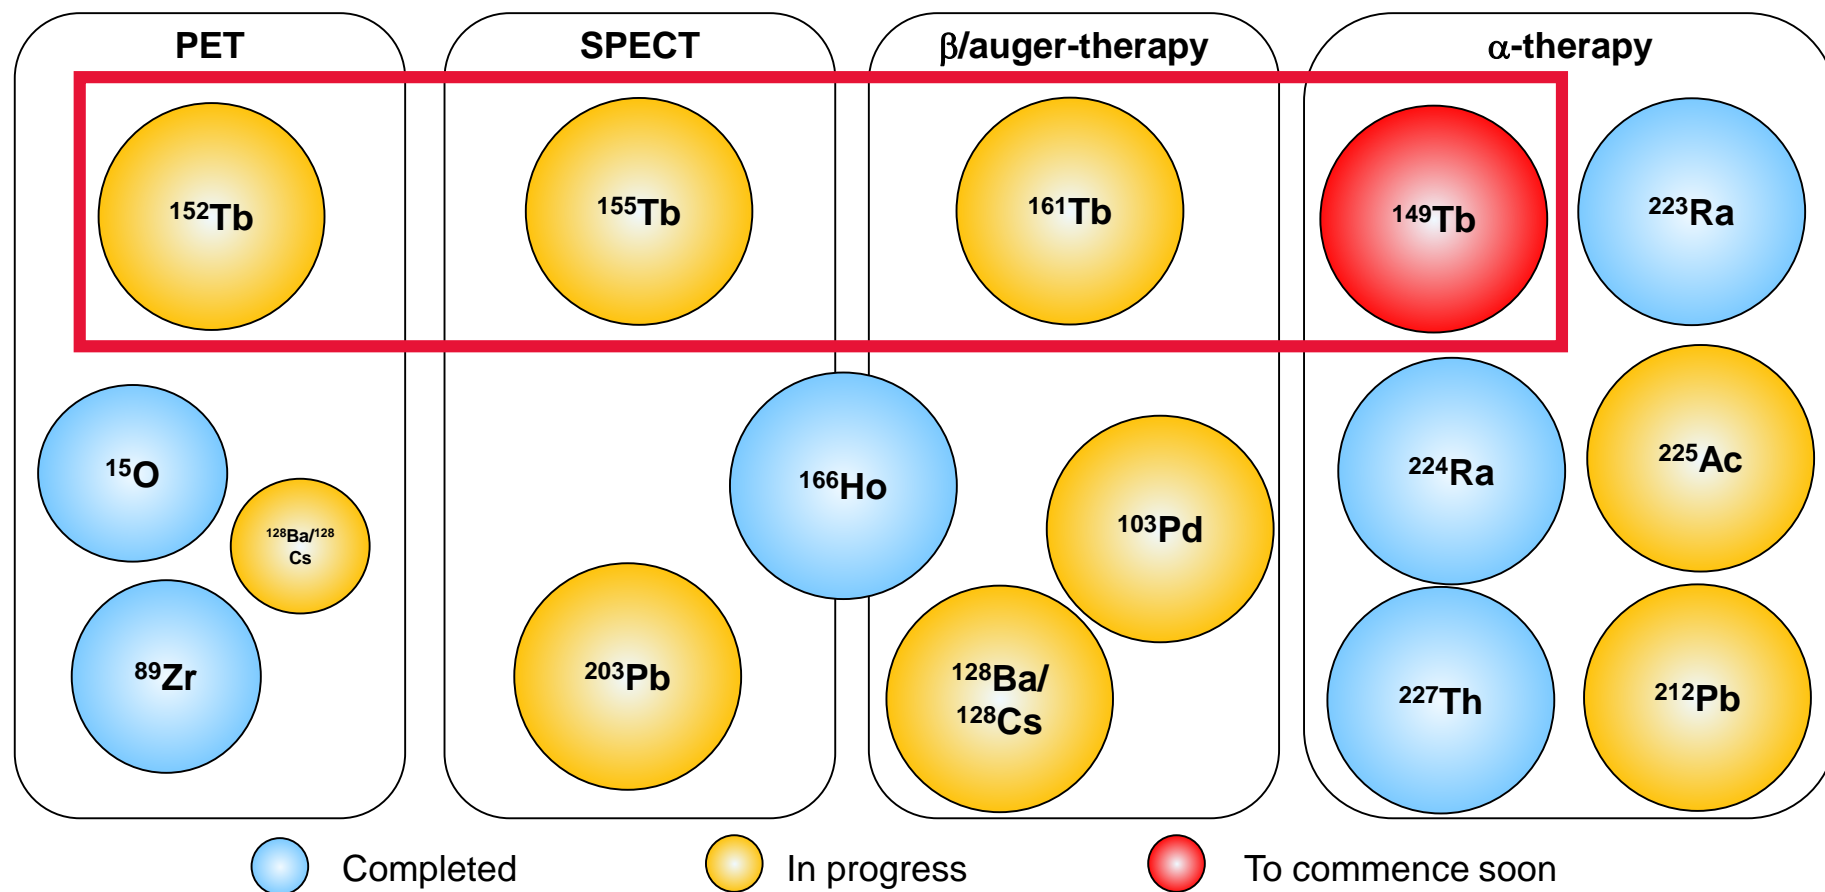 PET
SPECT
β/auger-therapy
α-therapy
¹⁵²Tb
¹⁵⁵Tb
¹⁶¹Tb
¹⁴⁹Tb
²²³Ra
¹⁵O
¹²⁸Ba/¹²⁸
Cs
⁸⁹Zr
¹⁶⁶Ho
²⁰³Pb
¹⁰³Pd
¹²⁸Ba/
¹²⁸Cs
²²⁴Ra
²²⁵Ac
²²⁷Th
²¹²Pb
Completed
In progress
To commence soon